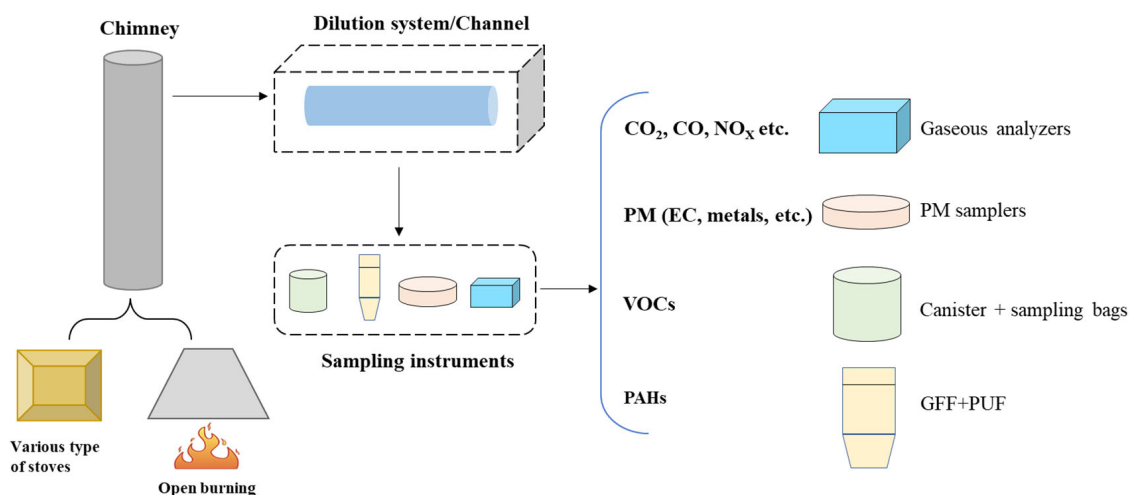 Chimney
Dilution system/Channel
Sampling instruments
Various type
of stoves
Open burning
CO₂, CO, NOₓ etc.
Gaseous analyzers
PM (EC, metals, etc.)
PM samplers
VOCs
Canister + sampling bags
PAHs
GFF+PUF